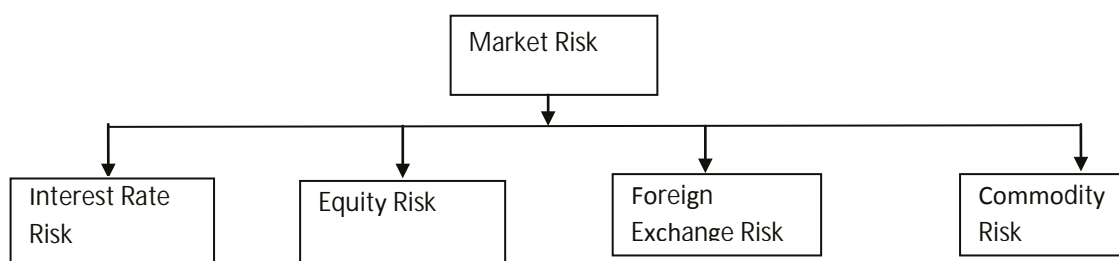 Market Risk
Interest Rate
Risk
Equity Risk
Foreign
Exchange Risk
Commodity
Risk